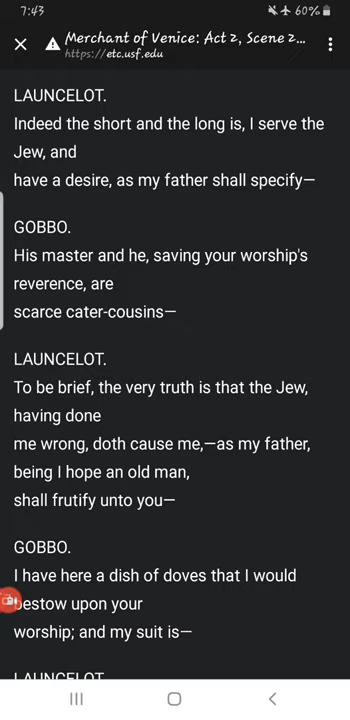 7:43
60%
Merchant of Venice: Act 2, Scene 2...
https://etc.usf.edu
LAUNCELOT.
Indeed the short and the long is, I serve the
Jew, and
have a desire, as my father shall specify—
GOBBO.
His master and he, saving your worship's
reverence, are
scarce cater-cousins—
LAUNCELOT.
To be brief, the very truth is that the Jew,
having done
me wrong, doth cause me,—as my father,
being I hope an old man,
shall frutify unto you—
GOBBO.
I have here a dish of doves that I would
bestow upon your
worship; and my suit is—
LAUNCELOT